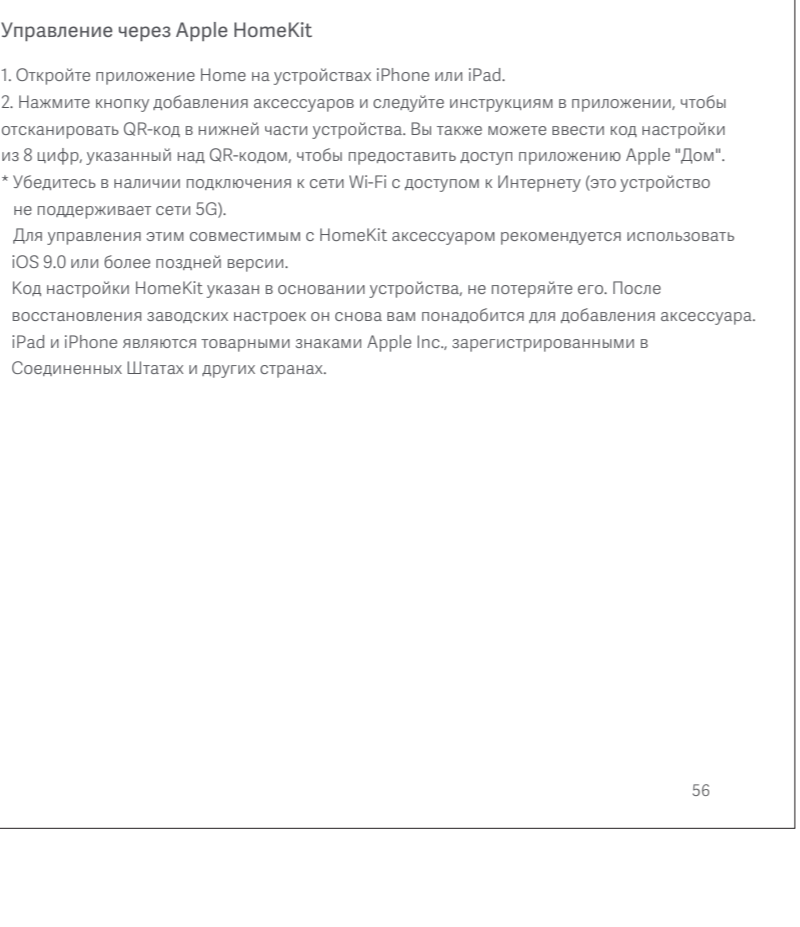 Управление через Apple HomeKit
1. Откройте приложение Home на устройствах iPhone или iPad.
2. Нажмите кнопку добавления аксессуаров и следуйте инструкциям в приложении, чтобы
отсканировать QR-код в нижней части устройства. Вы также можете ввести код настройки
из 8 цифр, указанный над QR-кодом, чтобы предоставить доступ приложению Apple "Дом".
* Убедитесь в наличии подключения к сети Wi-Fi с доступом к Интернету (это устройство
не поддерживает сети 5G).
Для управления этим совместимым с HomeKit аксессуаром рекомендуется использовать
iOS 9.0 или более поздней версии.
Код настройки HomeKit указан в основании устройства, не потеряйте его. После
восстановления заводских настроек он снова вам понадобится для добавления аксессуара.
iPad и iPhone являются товарными знаками Apple Inc., зарегистрированными в
Соединенных Штатах и других странах.
56